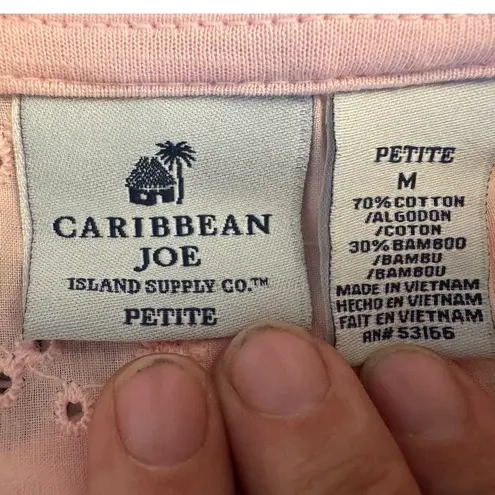 CARIBBEAN
JOE
ISLAND SUPPLY CO.™
PETITE
PETITE
M
70% COTTON
/ALGODON
/COTON
30% BAMBOO
/BAMBU
/BAMBOU
MADE IN VIETNAM
HECHO EN VIETNAM
FAIT EN VIETNAM
RN# 53166